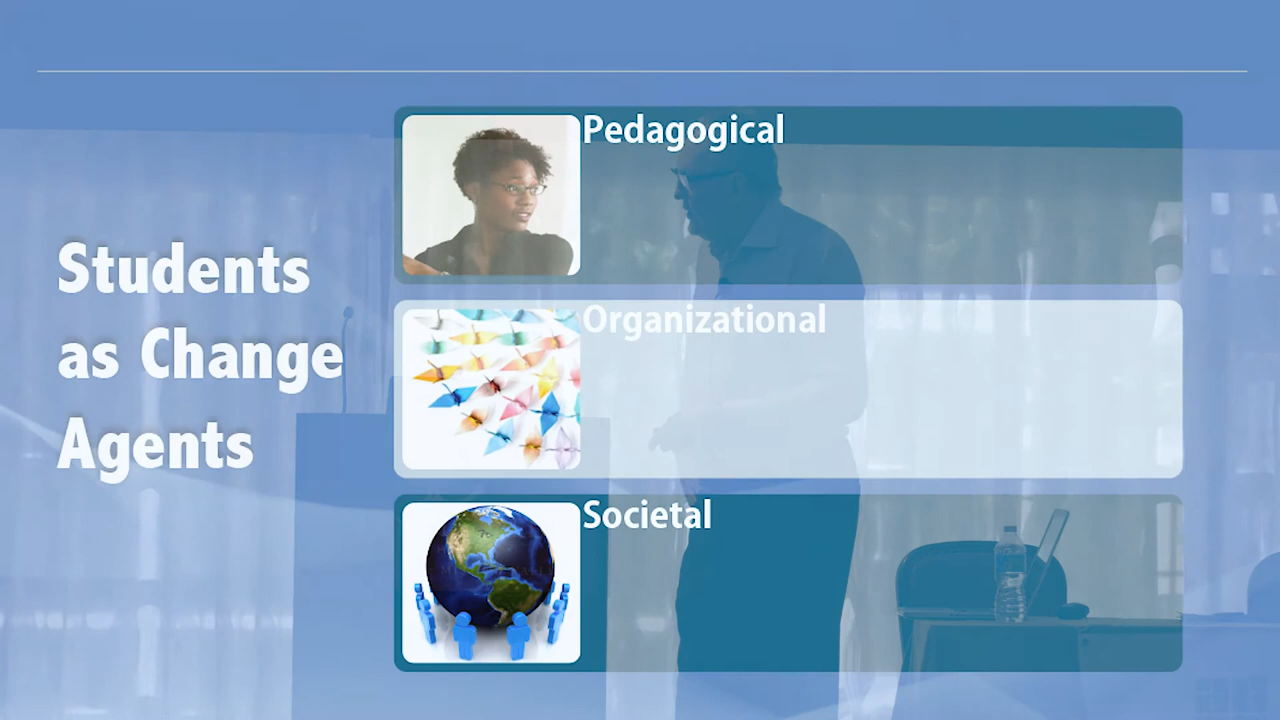 Students
as Change
Agents
Pedagogical
Organizational
Societal